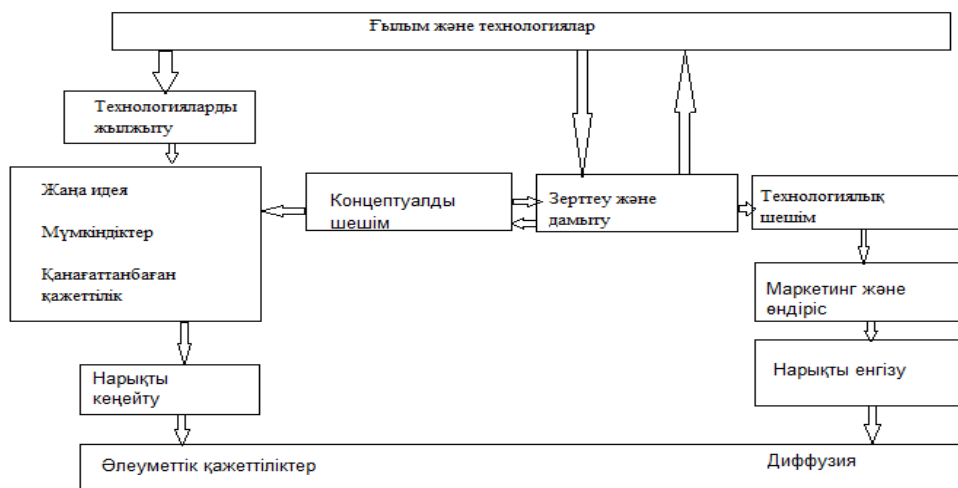 Ғылым және технологиялар
Технологияларды
жылжыту
Жаңа идея
Мүмкіндіктер
Қанағаттанбаған
қажеттілік
Концептуалды
шешім
Зерттеу және
дамыту
Технологиялық
шешім
Маркетинг және
өндіріс
Нарықты
кеңейту
Нарықты енгізу
Әлеуметтік қажеттіліктер
Диффузия